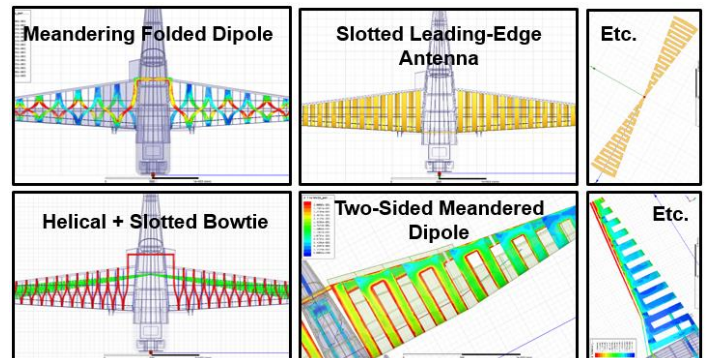 Meandering Folded Dipole
Slotted Leading-Edge
Antenna
Etc.
Helical + Slotted Bowtie
Two-Sided Meandered
Dipole
Etc.